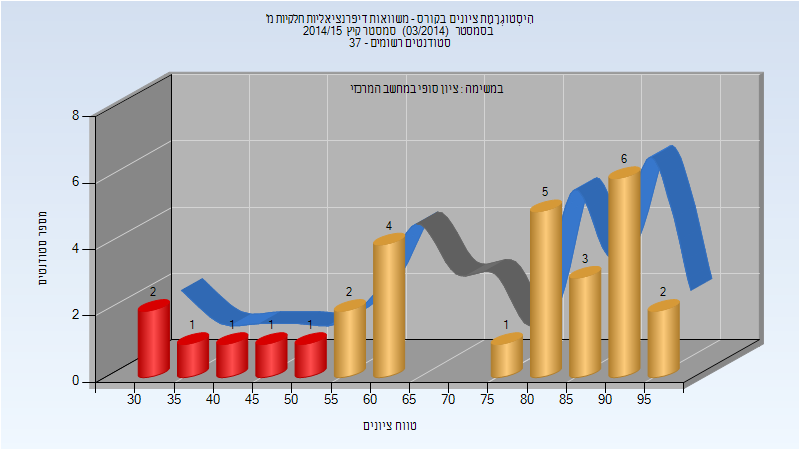 היסטוגרמת ציונים בקורס - משוואות דיפרנציאליות חלקיות מ'
בסמסטר (03/2014) סמסטר קיץ 2014/15
סטודנטים רשומים - 37
במשימה : ציון סופי במחשב המרכזי
מספר סטודנטים
8
6
4
2
0
2
1
1
1
1
2
4
1
5
3
6
2
30 35 40 45 50 55 60 65 70 75 80 85 90 95
טווח ציונים